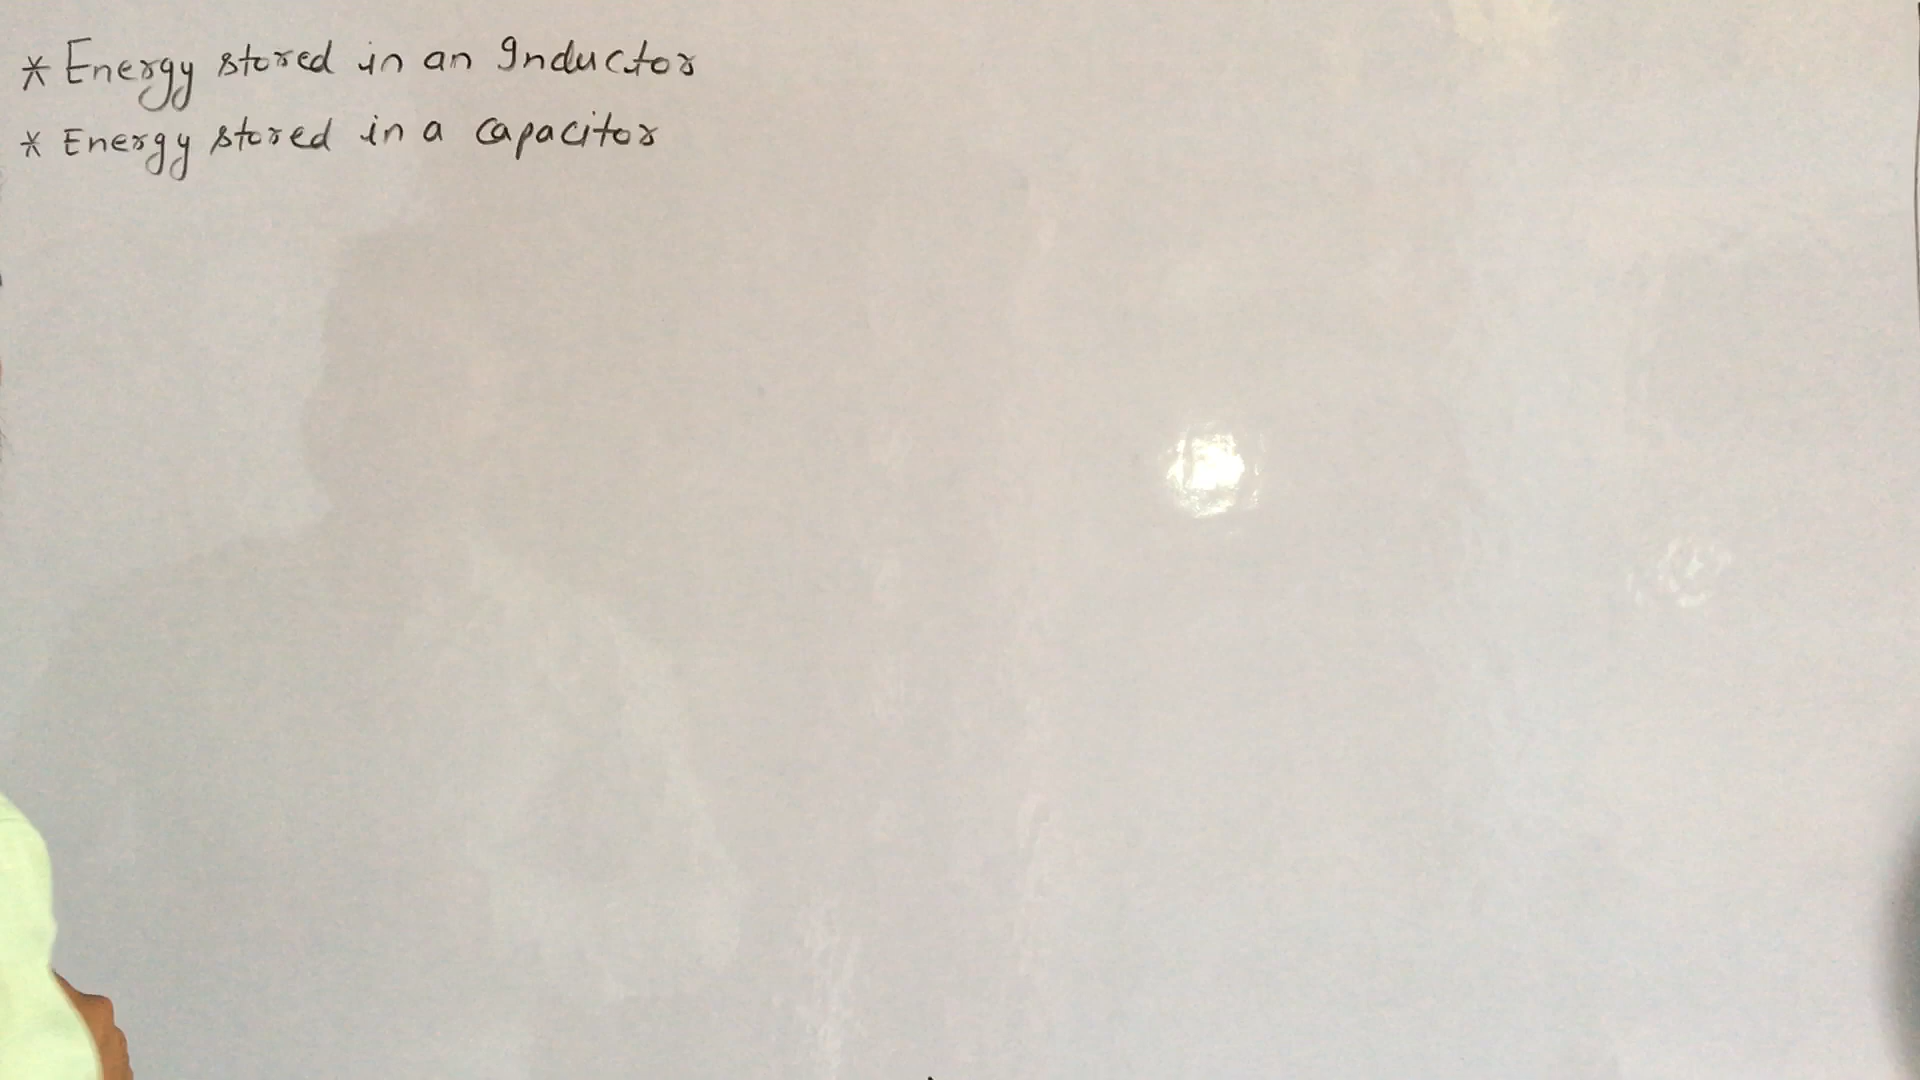 * Energy stored in an Inductor
* Energy stored in a capacitor